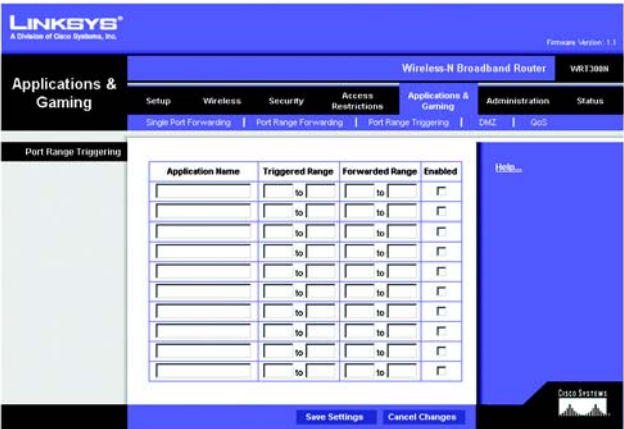 LINKSYS®
A Division of Cisco Systems, Inc.
Firmware Version: 1.1
Wireless-N Broadband Router WRT300N
Applications & Gaming
Setup Wireless Security Access Restrictions Applications & Gaming Administration Status
Single Port Forwarding | Port Range Forwarding | Port Range Triggering | DMZ | QoS
Port Range Triggering
Application Name Triggered Range Forwarded Range Enabled
to to
to to
to to
to to
to to
to to
to to
to to
to to
to to
Help...
Save Settings Cancel Changes
CISCO SYSTEMS